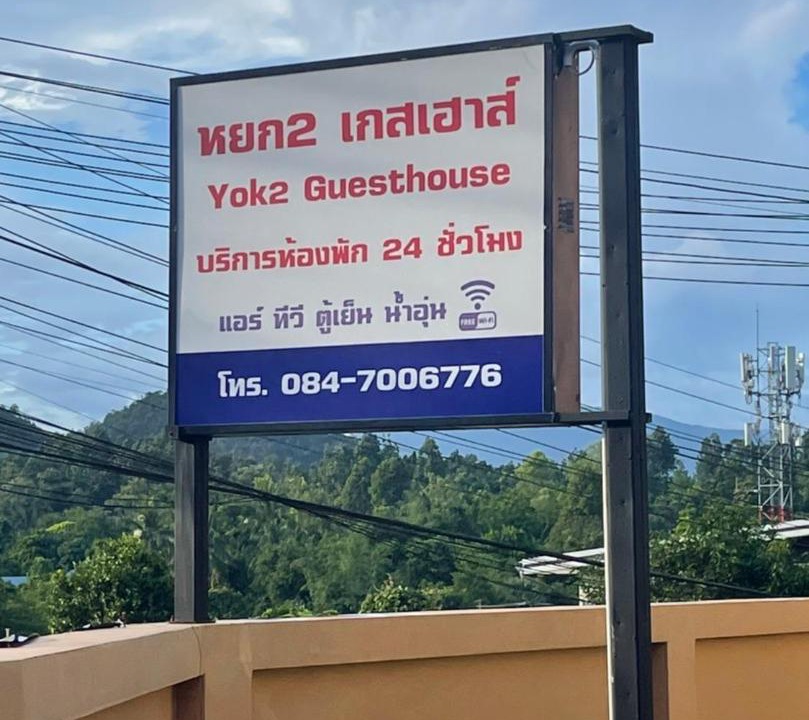 หยก2 เกสเฮาส์
Yok2 Guesthouse
บริการห้องพัก 24 ชั่วโมง
แอร์ ทีวี ตู้เย็น น้ำอุ่น
FREE Wi-Fi
โทร. 084-7006776